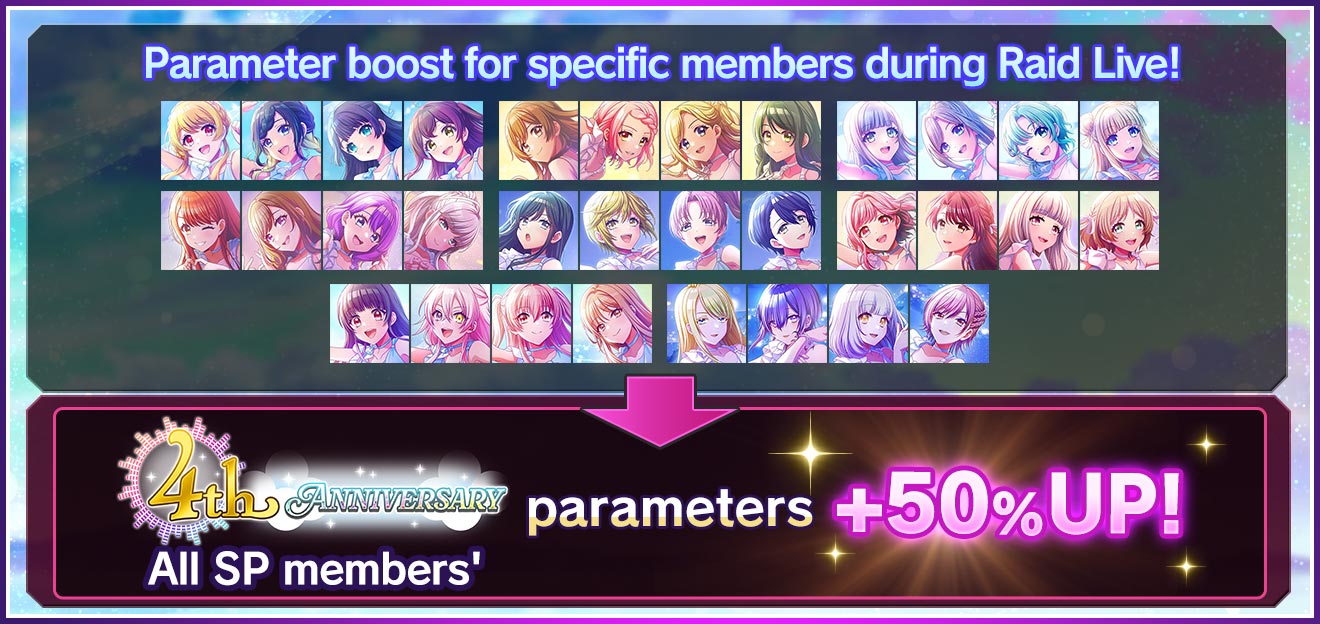 Parameter boost for specific members during Raid Live!
4th ANNIVERSARY
All SP members'
parameters
+50%UP!